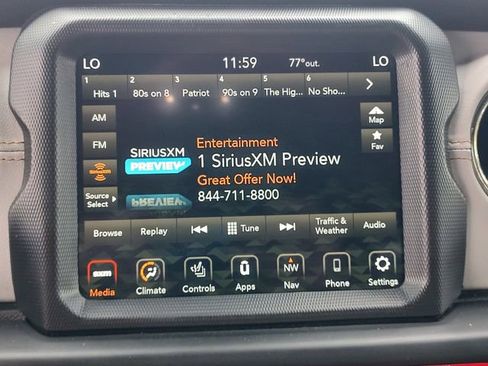 LO 11:59 77°out. LO
1 2 3 4 5 6
Hits 1 80s on 8 Patriot 90s on 9 The Hig... No Sho...
AM
Map
FM
Fav
SIRIUSXM
PREVIEW
Entertainment
1 SiriusXM Preview
Great Offer Now!
844-711-8800
SiriusXM
Source
Select
Browse Replay Tune Traffic &
Weather Audio
sxm NW
Media Climate Controls Apps Nav Phone Settings